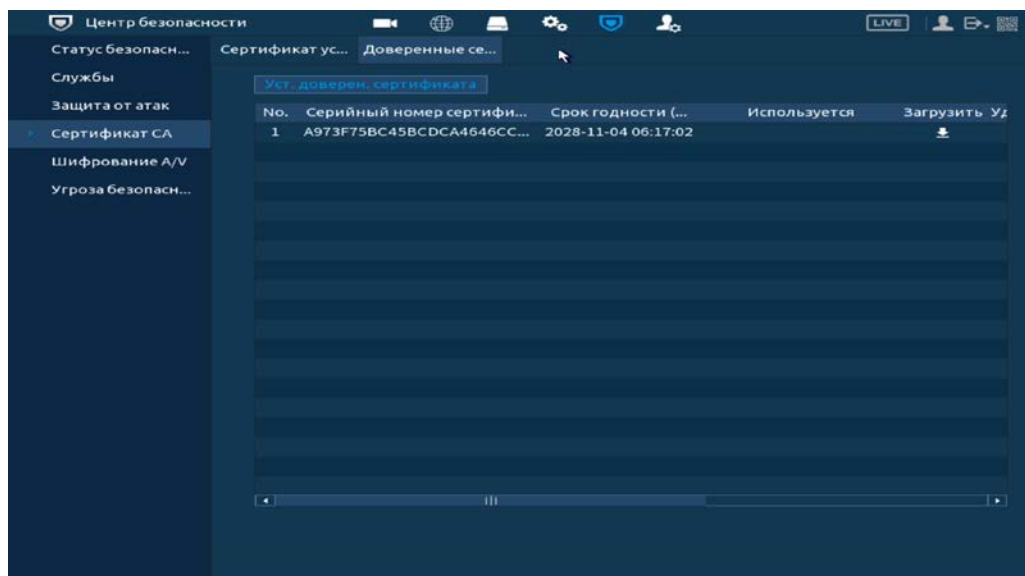 Центр безопасности LIVE
Статус безопасн...
Службы
Защита от атак
Сертификат CA
Шифрование A/V
Угроза безопасн...
Сертификат ус... Доверенные се...
Уст. доверен. сертификата
No. Серийный номер сертифи... Срок годности (... Используется Загрузить Уд
1 A973F75BC45BCDCA4646CC... 2028-11-04 06:17:02